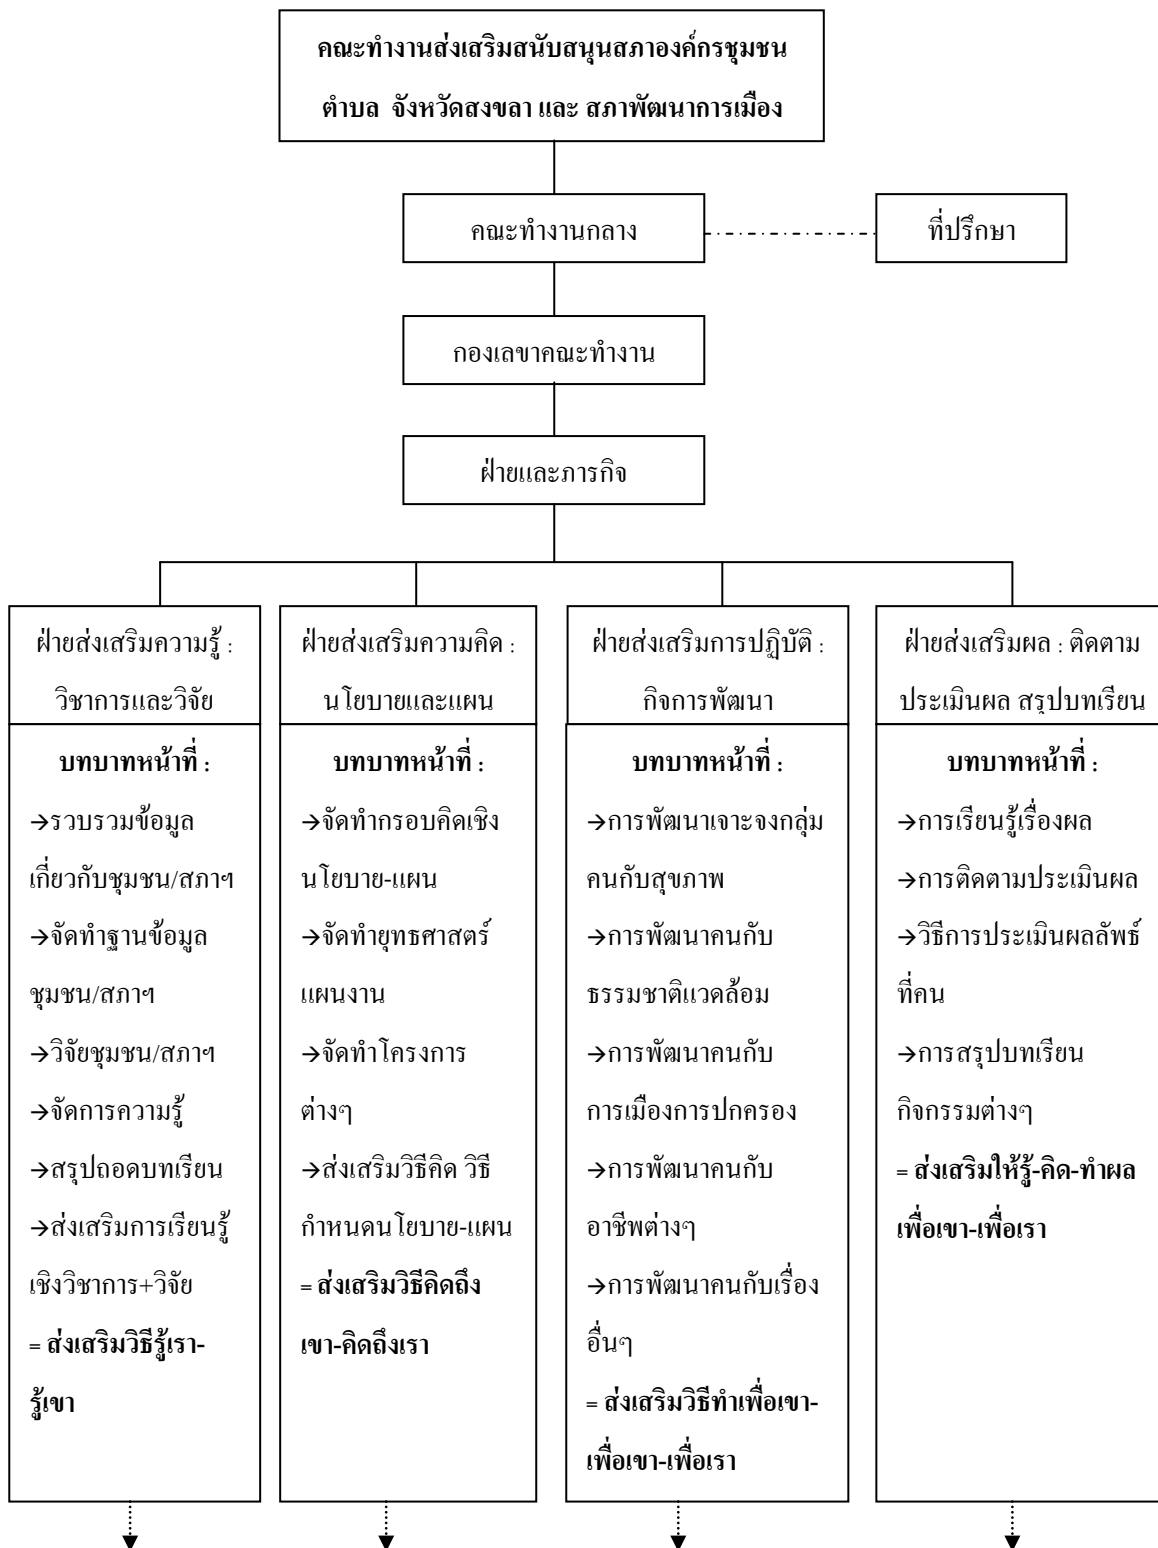 คณะทำงานส่งเสริมสนับสนุนสภาองค์กรชุมชน
ตำบล จังหวัดสงขลา และ สภาพัฒนาการเมือง
คณะทำงานกลาง
ที่ปรึกษา
กองเลขาคณะทำงาน
ฝ่ายและภารกิจ
ฝ่ายส่งเสริมความรู้ :
วิชาการและวิจัย
บทบาทหน้าที่ :
→รวบรวมข้อมูล
เกี่ยวกับชุมชน/สภาฯ
→จัดทำฐานข้อมูล
ชุมชน/สภาฯ
→วิจัยชุมชน/สภาฯ
→จัดการความรู้
→สรุปถอดบทเรียน
→ส่งเสริมการเรียนรู้
เชิงวิชาการ+วิจัย
= ส่งเสริมวิธีรู้เรา-
รู้เขา
ฝ่ายส่งเสริมความคิด :
นโยบายและแผน
บทบาทหน้าที่ :
→จัดทำกรอบคิดเชิง
นโยบาย-แผน
→จัดทำยุทธศาสตร์
แผนงาน
→จัดทำโครงการ
ต่างๆ
→ส่งเสริมวิธีคิด วิธี
กำหนดนโยบาย-แผน
= ส่งเสริมวิธีคิดถึง
เขา-คิดถึงเรา
ฝ่ายส่งเสริมการปฏิบัติ :
กิจการพัฒนา
บทบาทหน้าที่ :
→การพัฒนาเจาะจงกลุ่ม
คนกับสุขภาพ
→การพัฒนาคนกับ
ธรรมชาติแวดล้อม
→การพัฒนาคนกับ
การเมืองการปกครอง
→การพัฒนาคนกับ
อาชีพต่างๆ
→การพัฒนาคนกับเรื่อง
อื่นๆ
= ส่งเสริมวิธีทำเพื่อเขา-
เพื่อเขา-เพื่อเรา
ฝ่ายส่งเสริมผล : ติดตาม
ประเมินผล สรุปบทเรียน
บทบาทหน้าที่ :
→การเรียนรู้เรื่องผล
→การติดตามประเมินผล
→วิธีการประเมินผลลัพธ์
ที่คน
→การสรุปบทเรียน
กิจกรรมต่างๆ
= ส่งเสริมให้รู้-คิด-ทำผล
เพื่อเขา-เพื่อเรา